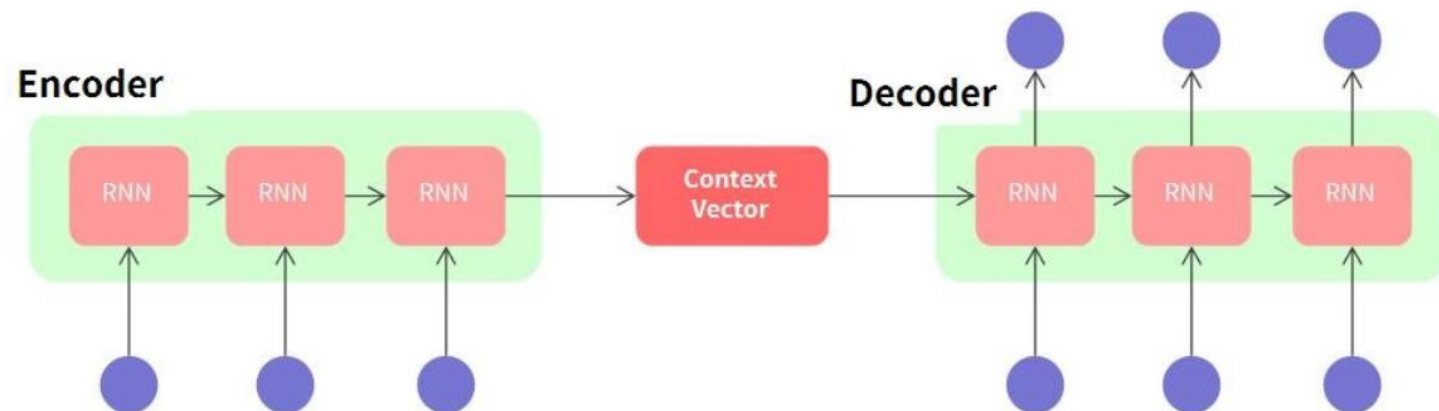 Encoder
Decoder
RNN
RNN
RNN
Context
Vector
RNN
RNN
RNN